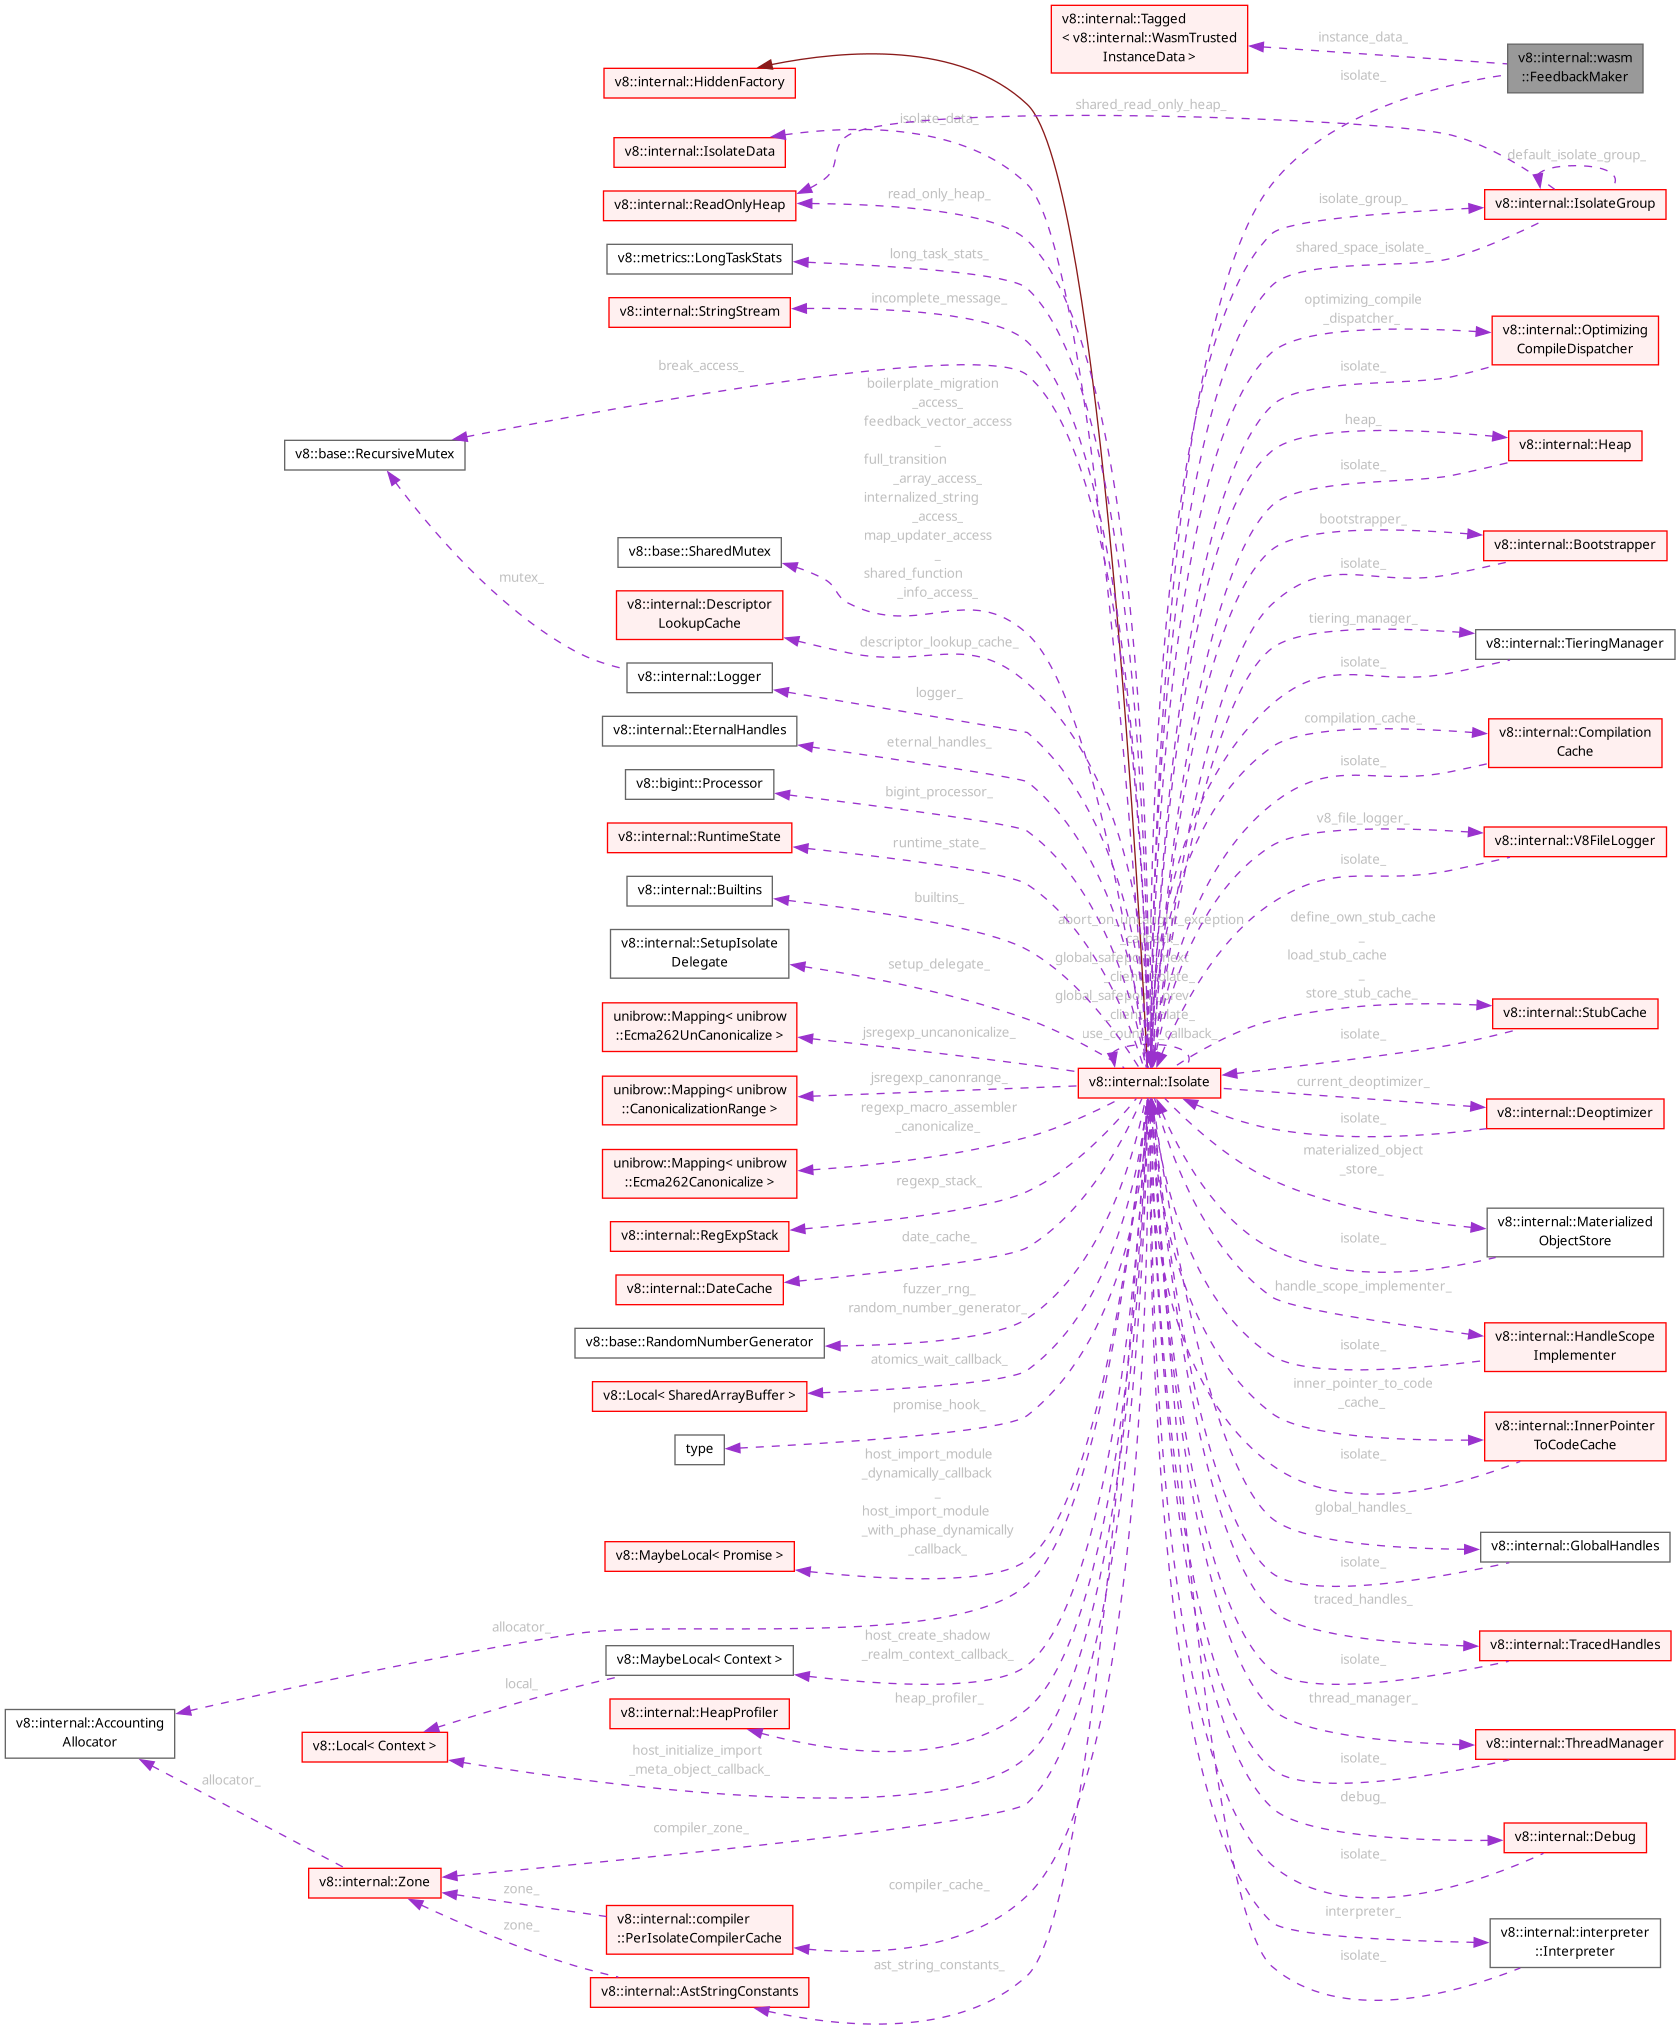 v8::internal::Tagged
< v8::internal::WasmTrusted
InstanceData >
instance_data_
v8::internal::wasm
::FeedbackMaker
isolate_
v8::internal::HiddenFactory
shared_read_only_heap_
isolate_data_
v8::internal::IsolateData
default_isolate_group_
v8::internal::ReadOnlyHeap
read_only_heap_
isolate_group_
v8::internal::IsolateGroup
v8::metrics::LongTaskStats
long_task_stats_
shared_space_isolate_
v8::internal::StringStream
incomplete_message_
optimizing_compile
_dispatcher_
v8::internal::Optimizing
CompileDispatcher
break_access_
isolate_
boilerplate_migration
_access_
feedback_vector_access
_
full_transition
_array_access_
internalized_string
_access_
map_updater_access
_
shared_function
_info_access_
v8::base::RecursiveMutex
heap_
v8::internal::Heap
isolate_
v8::base::SharedMutex
bootstrapper_
v8::internal::Bootstrapper
isolate_
mutex_
v8::internal::Descriptor
LookupCache
descriptor_lookup_cache_
tiering_manager_
v8::internal::TieringManager
isolate_
v8::internal::Logger
logger_
v8::internal::EternalHandles
eternal_handles_
compilation_cache_
v8::internal::Compilation
Cache
isolate_
v8::bigint::Processor
bigint_processor_
v8::internal::RuntimeState
runtime_state_
v8_file_logger_
v8::internal::V8FileLogger
isolate_
v8::internal::Builtins
builtins_
v8::internal::SetupIsolate
Delegate
setup_delegate_
_client_isolate_
_client_isolate_
define_own_stub_cache
_
load_stub_cache
_
store_stub_cache_
v8::internal::StubCache
isolate_
unibrow::Mapping< unibrow
::Ecma262UnCanonicalize >
jsregexp_uncanonicalize_
v8::internal::Isolate
unibrow::Mapping< unibrow
::CanonicalizationRange >
jsregexp_canonrange_
current_deoptimizer_
v8::internal::Deoptimizer
isolate_
regexp_macro_assembler
_canonicalize_
unibrow::Mapping< unibrow
::Ecma262Canonicalize >
materialized_object
_store_
v8::internal::Materialized
ObjectStore
isolate_
regexp_stack_
v8::internal::RegExpStack
date_cache_
v8::internal::DateCache
handle_scope_implementer_
v8::internal::HandleScope
Implementer
isolate_
fuzzer_rng_
random_number_generator_
v8::base::RandomNumberGenerator
atomics_wait_callback_
v8::Local< SharedArrayBuffer >
inner_pointer_to_code
_cache_
v8::internal::InnerPointer
ToCodeCache
isolate_
promise_hook_
type
host_import_module
_dynamically_callback
_
host_import_module
_with_phase_dynamically
_callback_
v8::MaybeLocal< Promise >
global_handles_
v8::internal::GlobalHandles
isolate_
allocator_
traced_handles_
v8::internal::TracedHandles
isolate_
host_create_shadow
_realm_context_callback_
v8::MaybeLocal< Context >
local_
heap_profiler_
v8::internal::HeapProfiler
thread_manager_
v8::internal::ThreadManager
isolate_
v8::internal::Accounting
Allocator
v8::Local< Context >
host_initialize_import
_meta_object_callback_
allocator_
debug_
v8::internal::Debug
isolate_
compiler_zone_
v8::internal::Zone
zone_
compiler_cache_
v8::internal::compiler
::PerIsolateCompilerCache
interpreter_
v8::internal::interpreter
::Interpreter
isolate_
zone_
ast_string_constants_
v8::internal::AstStringConstants